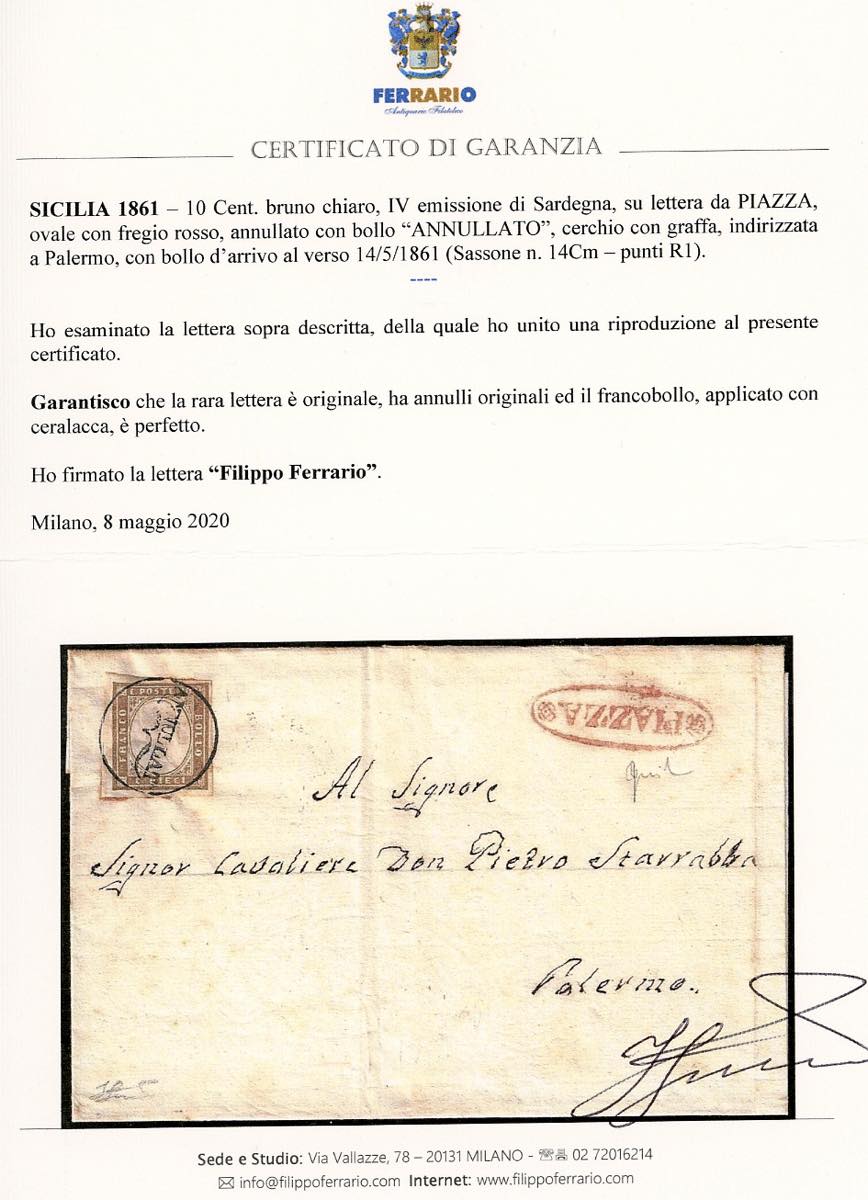 FERRARIO
Antiquario Filatelico
CERTIFICATO DI GARANZIA
SICILIA 1861 – 10 Cent. bruno chiaro, IV emissione di Sardegna, su lettera da PIAZZA,
ovale con fregio rosso, annullato con bollo “ANNULLATO”, cerchio con graffa, indirizzata
a Palermo, con bollo d’arrivo al verso 14/5/1861 (Sassone n. 14Cm – punti R1).
----
Ho esaminato la lettera sopra descritta, della quale ho unito una riproduzione al presente
certificato.
Garantisco che la rara lettera è originale, ha annulli originali ed il francobollo, applicato con
ceralacca, è perfetto.
Ho firmato la lettera “Filippo Ferrario”.
Milano, 8 maggio 2020
C. POSTE
FRANCO
BOLLO
C. DIECI
PIAZZA
Al Signore
Signor Cavaliere Don Pietro Starrabba
Palermo.
Sede e Studio: Via Vallazze, 78 – 20131 MILANO - ☏ 02 72016214
✉ info@filippoferrario.com Internet: www.filippoferrario.com